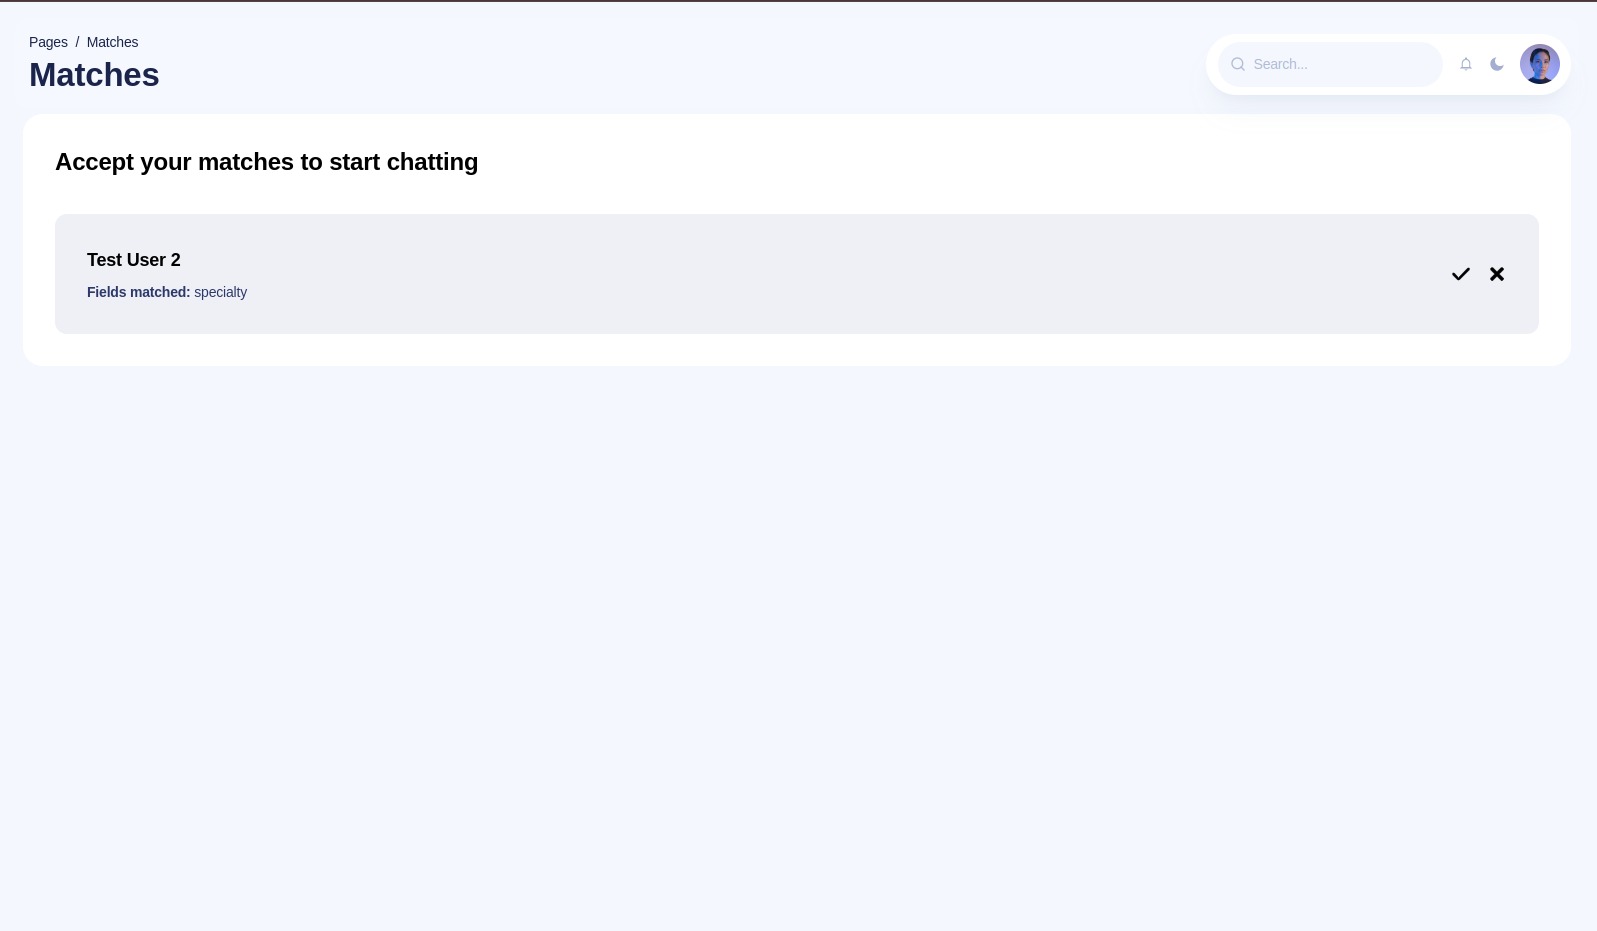 Pages / Matches
Matches
Search...
Accept your matches to start chatting
Test User 2
Fields matched: specialty